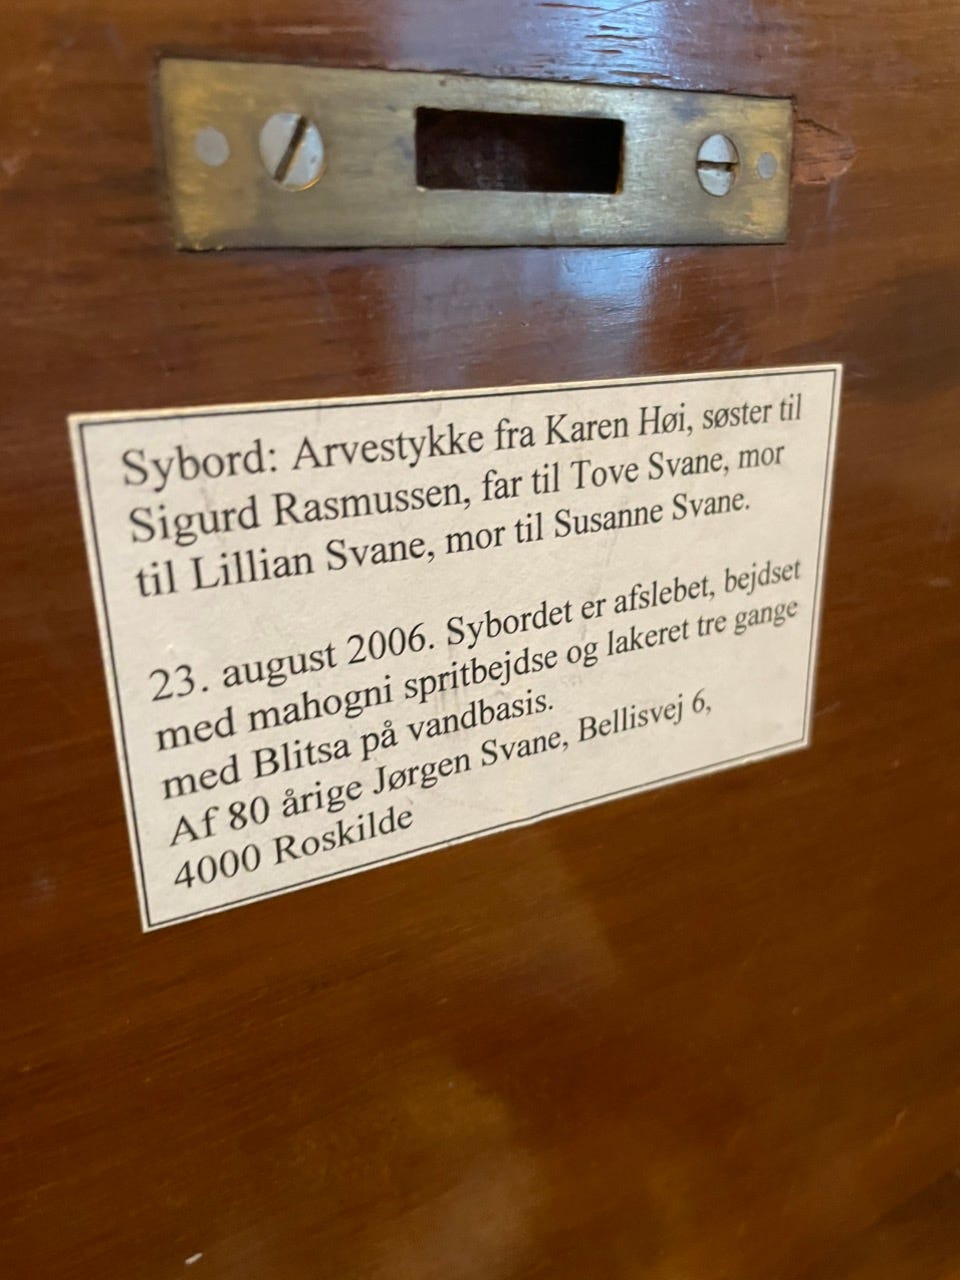 Sybord: Arvestykke fra Karen Høi, søster til
Sigurd Rasmussen, far til Tove Svane, mor
til Lillian Svane, mor til Susanne Svane.
23. august 2006. Sybordet er afslebet, bejdset
med mahogni spritbejdse og lakeret tre gange
med Blitsa på vandbasis.
Af 80 årige Jørgen Svane, Bellisvej 6,
4000 Roskilde